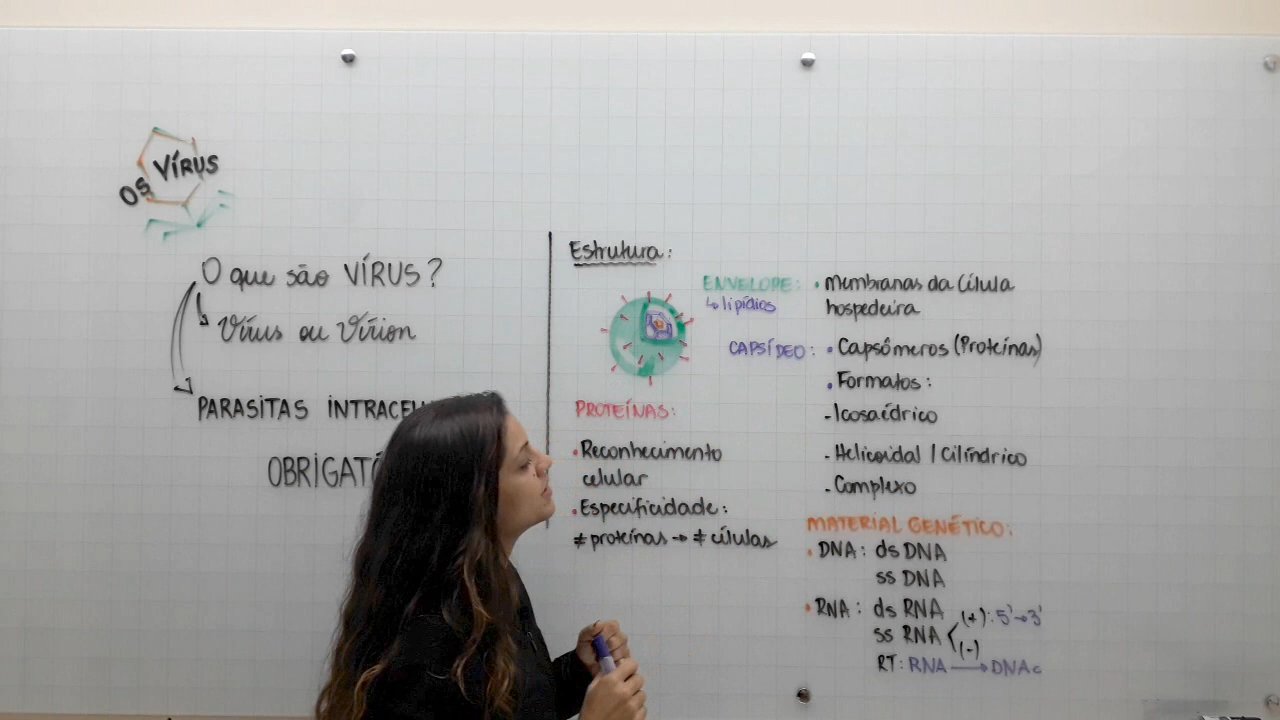 OS VÍRUS
O que são VÍRUS?
Vírus ou Vírion
PARASITAS
Estrutura:
ENVELOPE: • Membranas da Célula
↳ lipídios
hospedeira
CAPSÍDEO: • Capsômeros (Proteínas)
• Formatos:
- Icosaédrico
- Helicoidal / Cilíndrico
- Complexo
PROTEÍNAS:
• Reconhecimento
celular
• Especificidade:
≠ proteínas → ≠ células
MATERIAL GENÉTICO:
• DNA: ds DNA
ss DNA
• RNA: ds RNA
ss RNA (+): 5'→3'
(-)
RT: RNA → DNAc